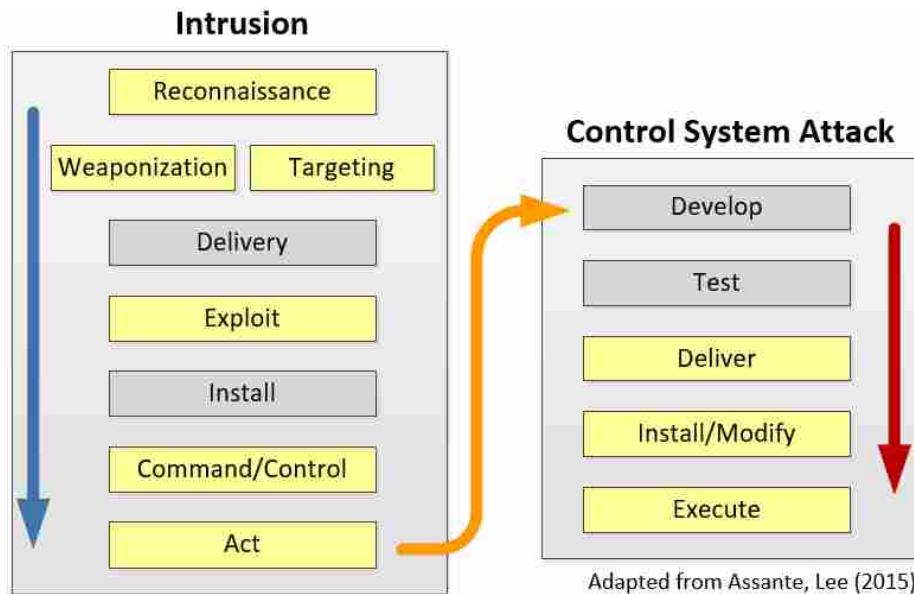 Intrusion
Reconnaissance
Weaponization
Targeting
Delivery
Exploit
Install
Command/Control
Act
Control System Attack
Develop
Test
Deliver
Install/Modify
Execute
Adapted from Assante, Lee (2015)